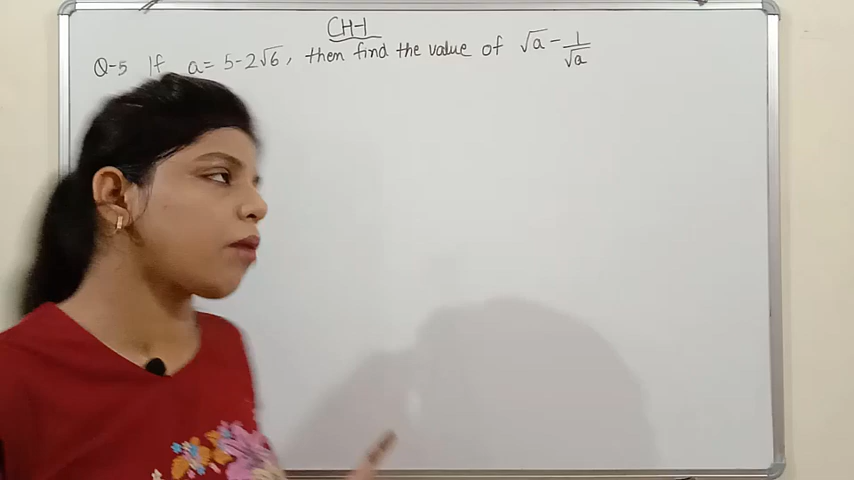 CH-1
Q-5 If a = 5-2√6, then find the value of √a - 1/√a